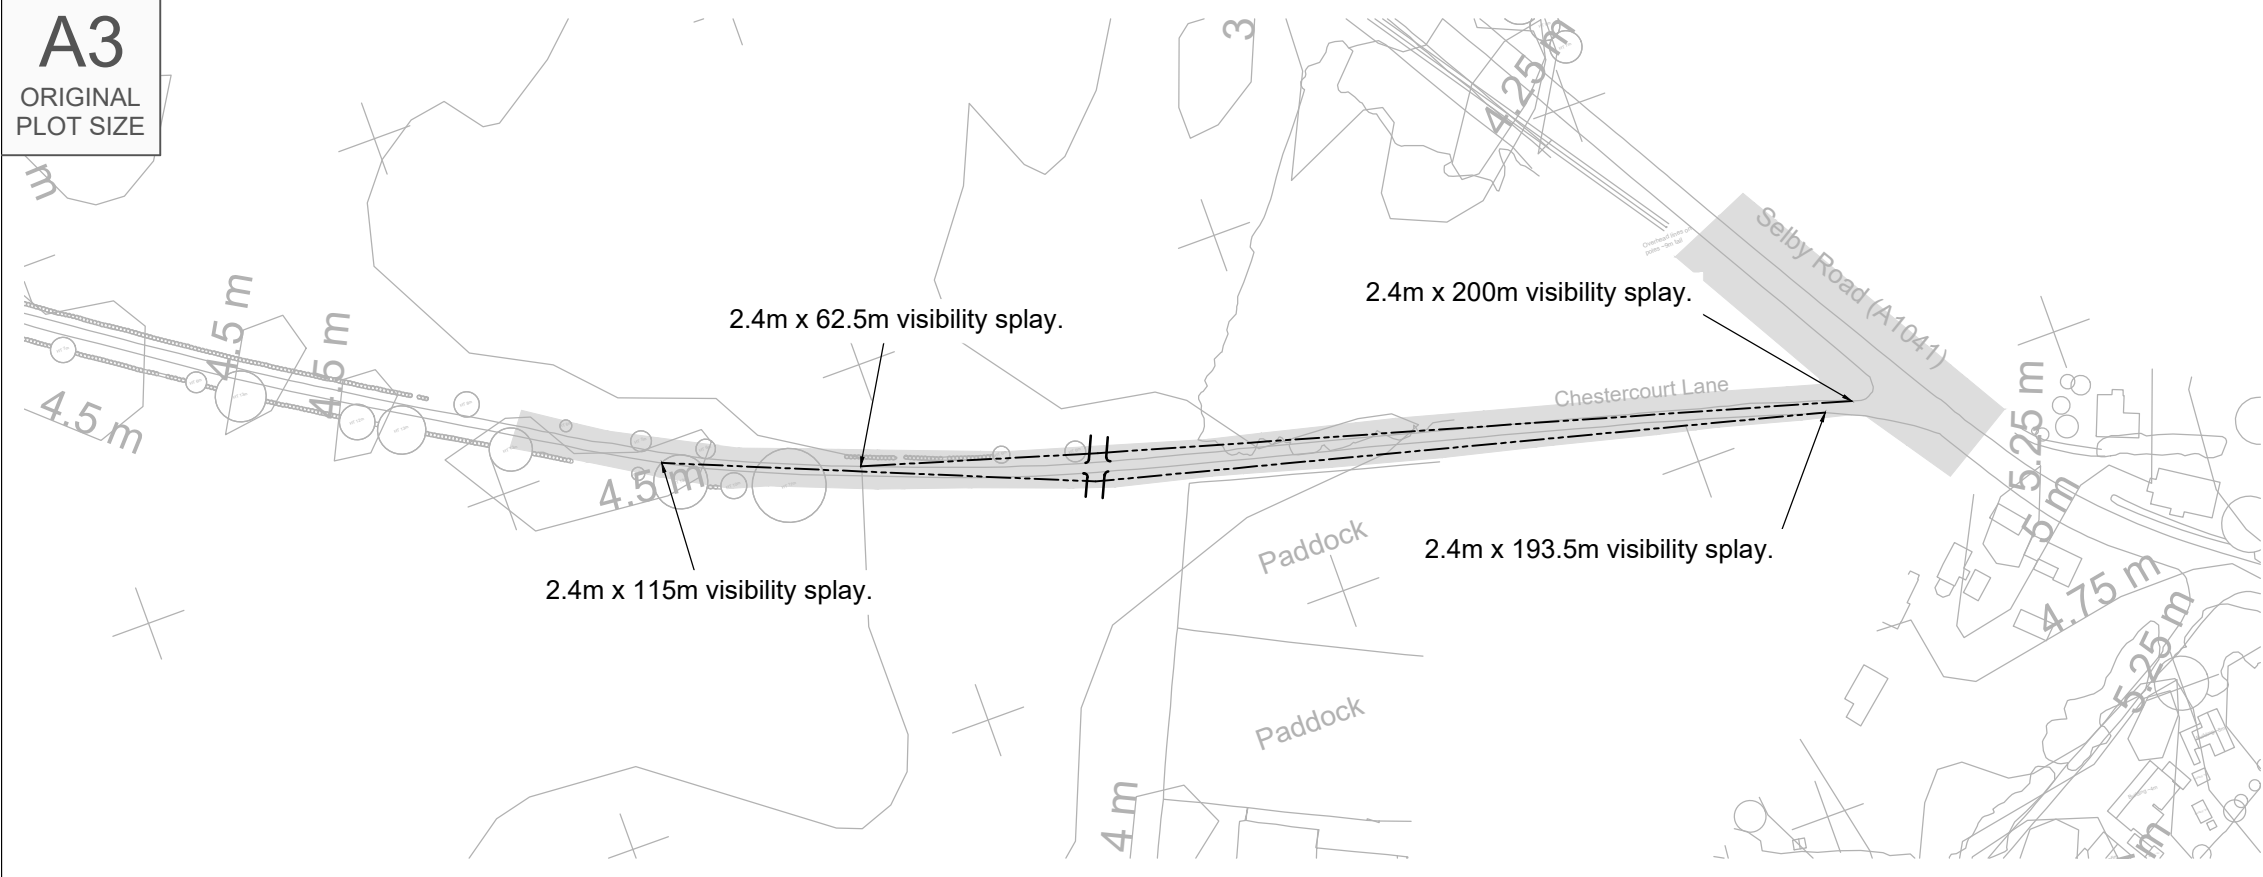 A3
ORIGINAL
PLOT SIZE
m
3
4.25 m
Selby Road (A1041)
2.4m x 200m visibility splay.
2.4m x 62.5m visibility splay.
4.5 m
4.5 m
4.5 m
Chestercourt Lane
5.25 m
4.5 m
5 m
Paddock
2.4m x 193.5m visibility splay.
2.4m x 115m visibility splay.
4.75 m
5.25 m
Paddock
4 m
m